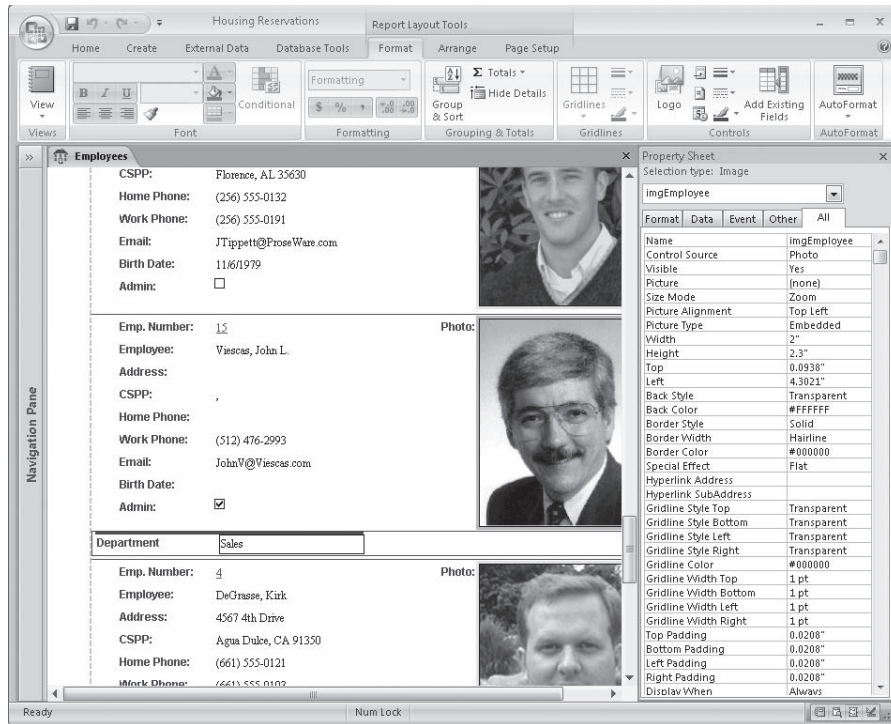 Housing Reservations
Report Layout Tools
Home Create External Data Database Tools Format Arrange Page Setup
View
Views
B I U
Conditional
Font
Formatting
$ % ,
Formatting
Group & Sort
Σ Totals
Hide Details
Grouping & Totals
Gridlines
Gridlines
Logo
Add Existing Fields
Controls
AutoFormat
AutoFormat
Navigation Pane
Employees
CSPP: Florence, AL 35630
Home Phone: (256) 555-0132
Work Phone: (256) 555-0191
Email: JTippett@ProseWare.com
Birth Date: 11/6/1979
Admin:
Emp. Number: 15 Photo:
Employee: Viescas, John L.
Address:
CSPP: ,
Home Phone:
Work Phone: (512) 476-2993
Email: JohnV@Viescas.com
Birth Date:
Admin:
Department Sales
Emp. Number: 4 Photo:
Employee: DeGrasse, Kirk
Address: 4567 4th Drive
CSPP: Agua Dulce, CA 91350
Home Phone: (661) 555-0121
Work Phone: (661) 555-0102
Property Sheet
Selection type: Image
imgEmployee
Format Data Event Other All
Name imgEmployee
Control Source Photo
Visible Yes
Picture (none)
Size Mode Zoom
Picture Alignment Top Left
Picture Type Embedded
Width 2"
Height 2.3"
Top 0.0938"
Left 4.3021"
Back Style Transparent
Back Color #FFFFFF
Border Style Solid
Border Width Hairline
Border Color #000000
Special Effect Flat
Hyperlink Address
Hyperlink SubAddress
Gridline Style Top Transparent
Gridline Style Bottom Transparent
Gridline Style Left Transparent
Gridline Style Right Transparent
Gridline Color #000000
Gridline Width Top 1 pt
Gridline Width Bottom 1 pt
Gridline Width Left 1 pt
Gridline Width Right 1 pt
Top Padding 0.0208"
Bottom Padding 0.0208"
Left Padding 0.0208"
Right Padding 0.0208"
Display When Always
Ready Num Lock